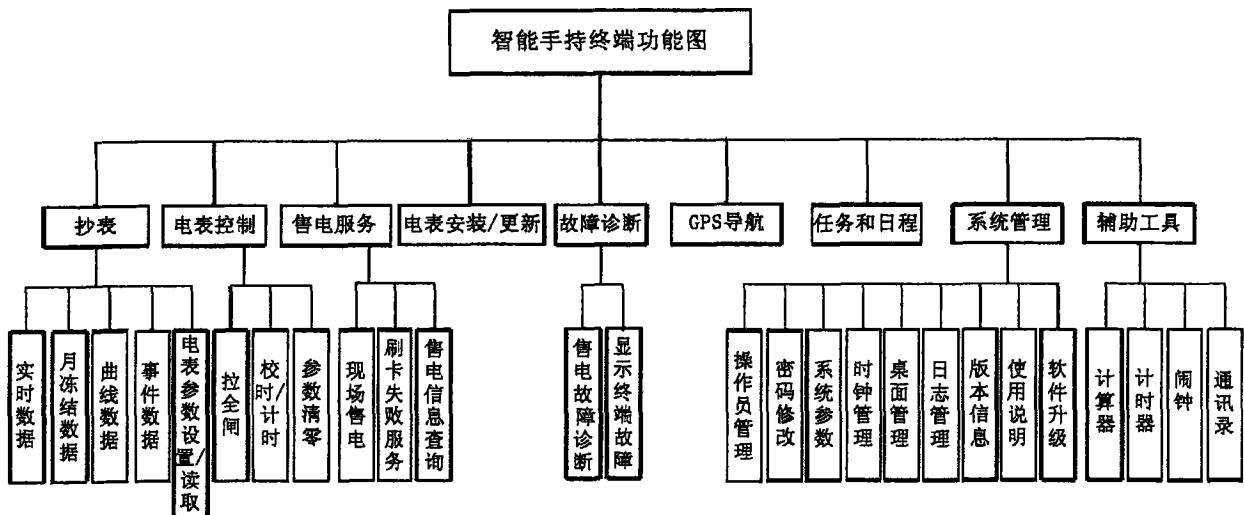 智能手持终端功能图
抄表
电表控制
售电服务
电表安装/更新
故障诊断
GPS导航
任务和日程
系统管理
辅助工具
实时数据
月冻结数据
曲线数据
事件数据
电表参数设置/读取
拉全闸
校时/计时
参数清零
现场售电
刷卡失败服务
售电信息查询
售电故障诊断
显示终端故障
操作员管理
密码修改
系统参数
时钟管理
桌面管理
日志管理
版本信息
使用说明
软件升级
计算器
计时器
闹钟
通讯录